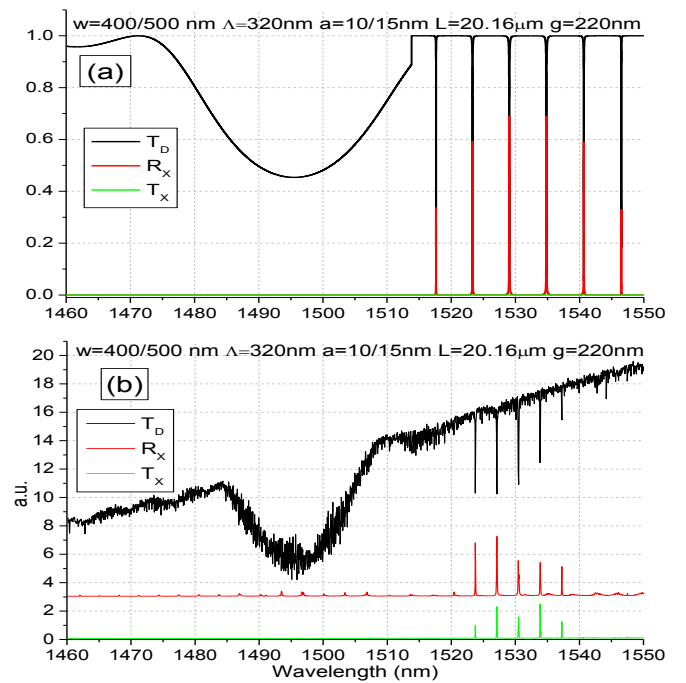 w=400/500 nm Λ=320nm a=10/15nm L=20.16μm g=220nm
1.0
0.8
0.6
0.4
0.2
0.0
(a)
T_D
R_X
T_X
1460 1470 1480 1490 1500 1510 1520 1530 1540 1550
w=400/500 nm Λ=320nm a=10/15nm L=20.16μm g=220nm
20
18
16
14
12
10
8
6
4
2
0
a.u.
(b)
T_D
R_X
T_X
1460 1470 1480 1490 1500 1510 1520 1530 1540 1550
Wavelength (nm)